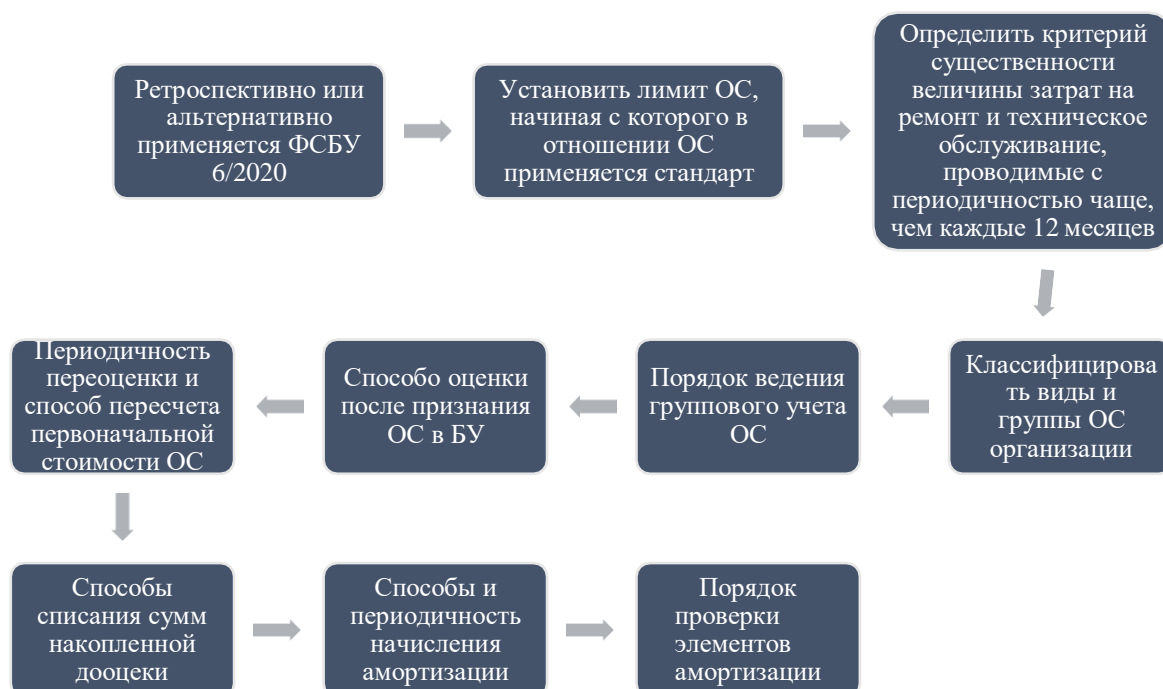 Ретроспективно или
альтернативно
применяется ФСБУ
6/2020
Установить лимит ОС,
начиная с которого в
отношении ОС
применяется стандарт
Определить критерий
существенности
величины затрат на
ремонт и техническое
обслуживание,
проводимые с
периодичностью чаще,
чем каждые 12 месяцев
Классифицирова
ть виды и
группы ОС
организации
Порядок ведения
группового учета
ОС
Способо оценки
после признания
ОС в БУ
Периодичность
переоценки и
способ пересчета
первоначальной
стоимости ОС
Способы
списания сумм
накопленной
дооцеки
Способы и
периодичность
начисления
амортизации
Порядок
проверки
элементов
амортизации